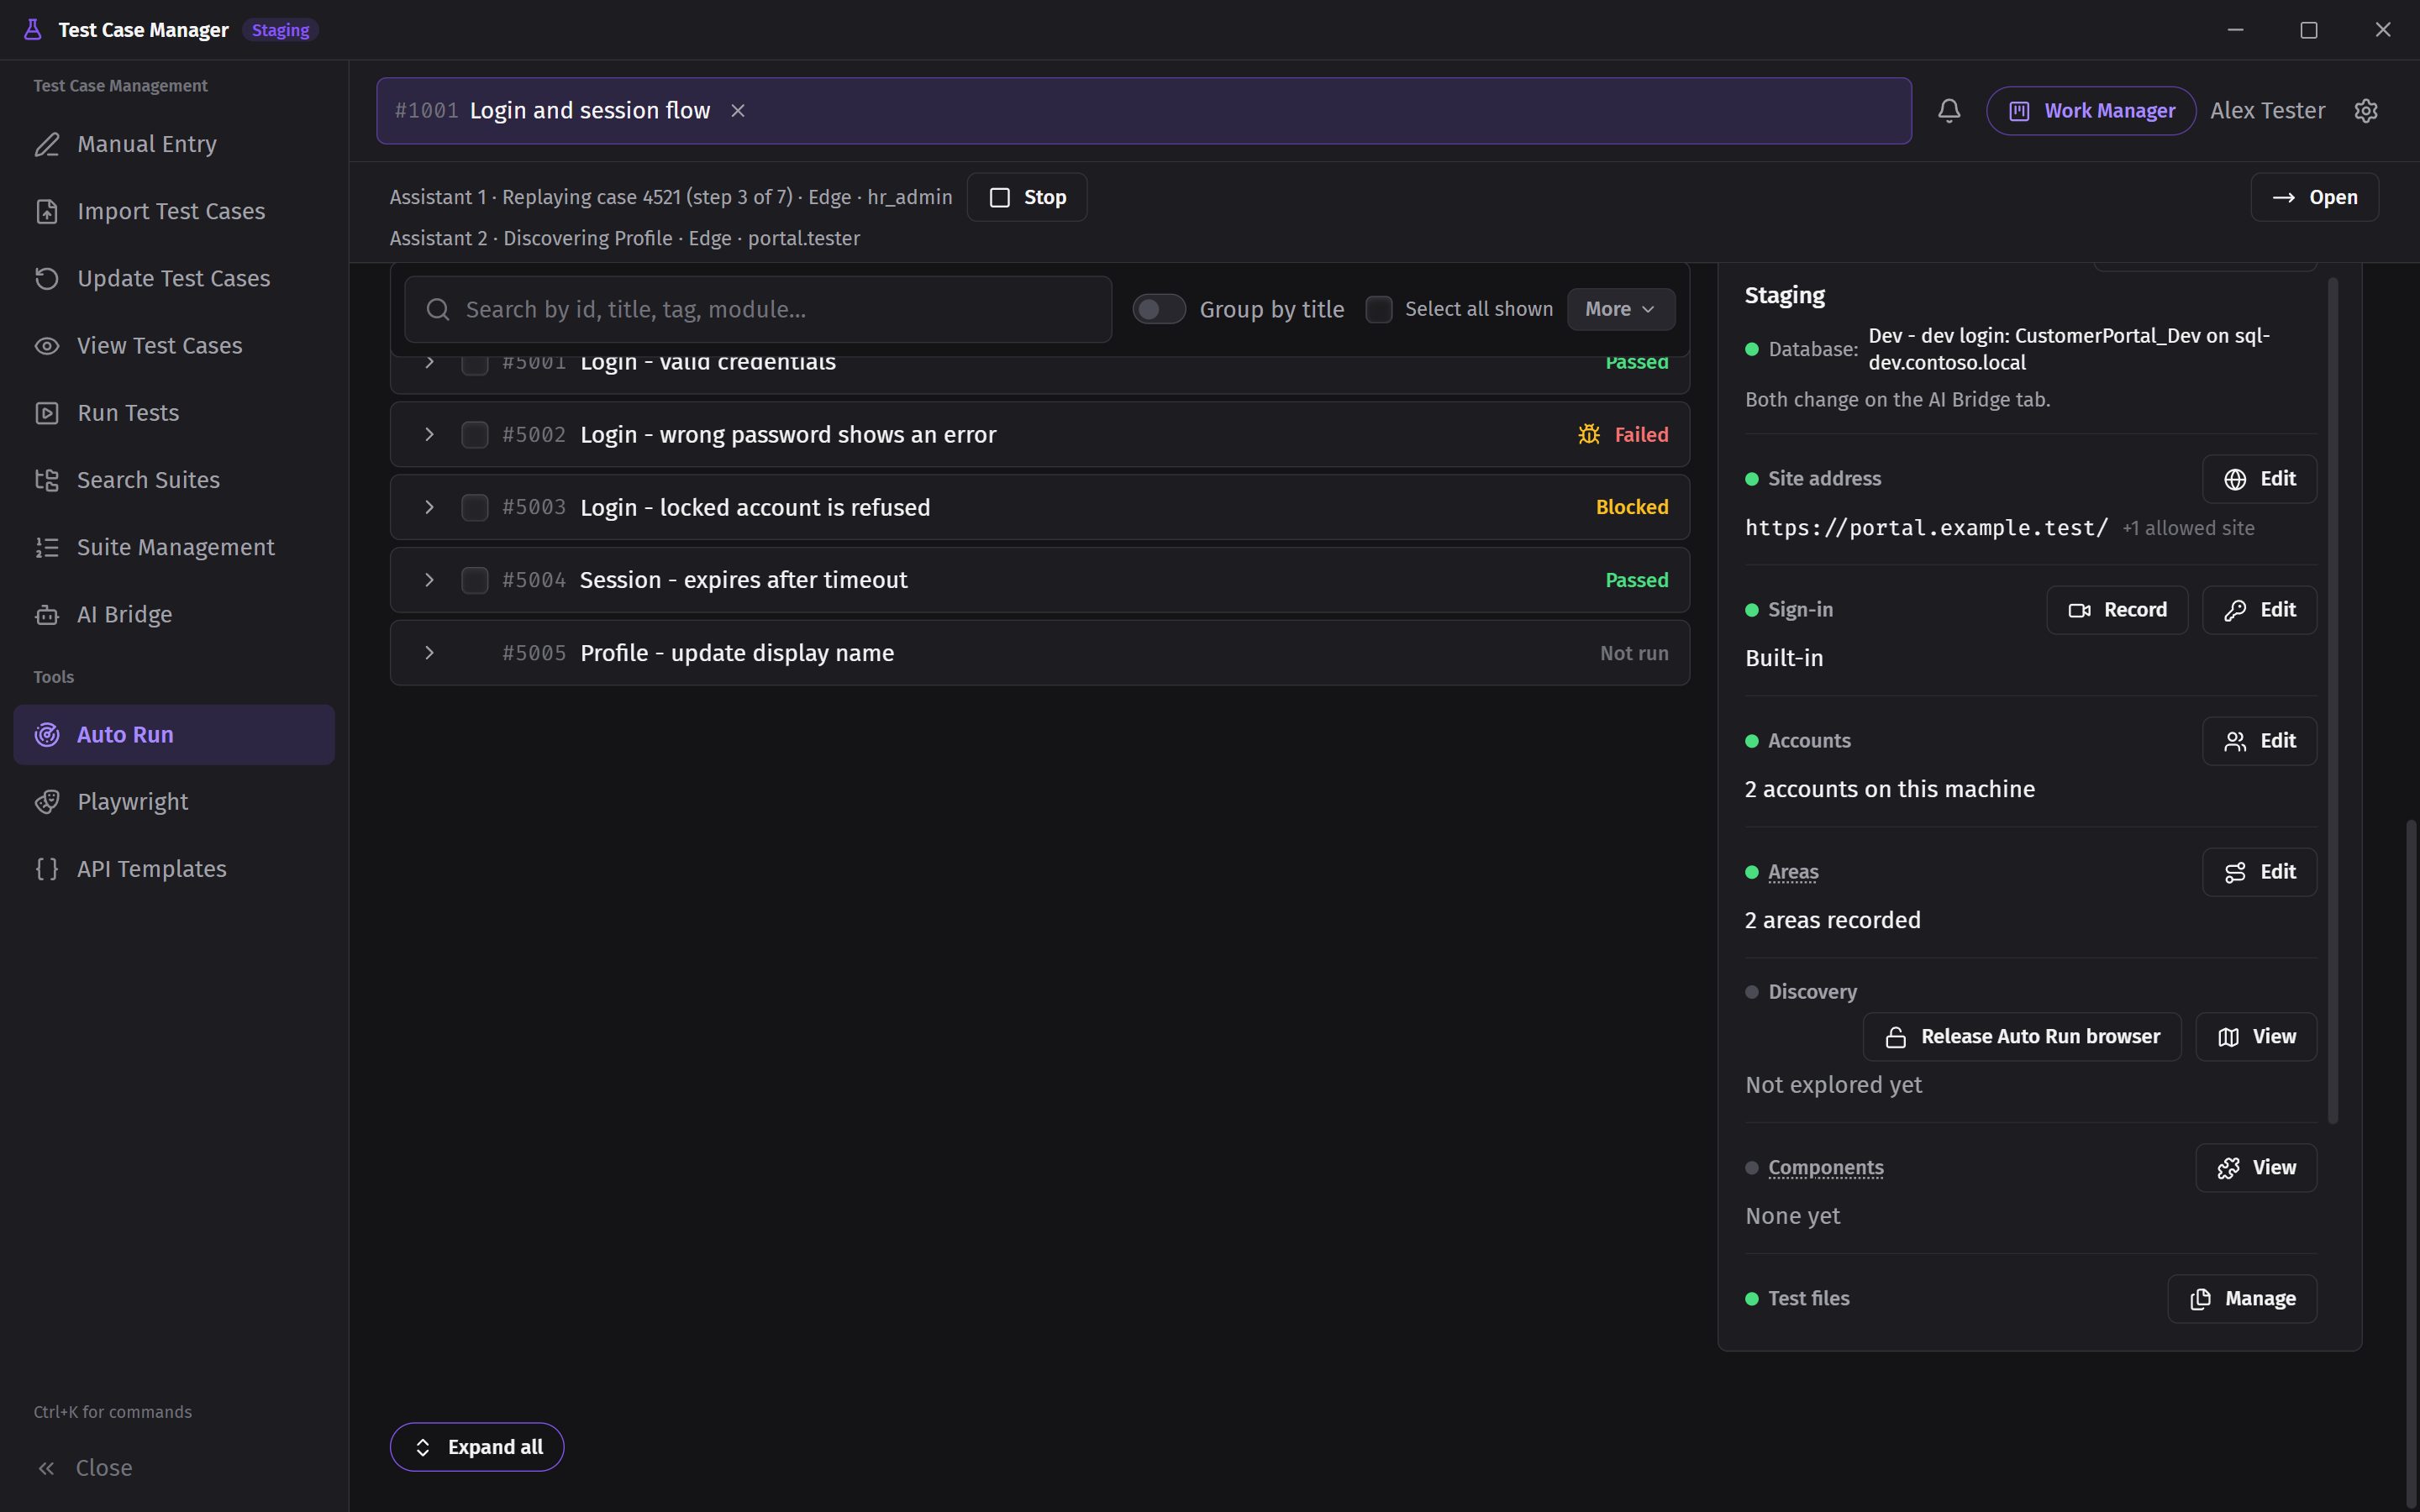 Test Case Manager Staging
Test Case Management
Manual Entry
Import Test Cases
Update Test Cases
View Test Cases
Run Tests
Search Suites
Suite Management
AI Bridge
Tools
Auto Run
Playwright
API Templates
Ctrl+K for commands
Close
#1001 Login and session flow
Work Manager
Alex Tester
Assistant 1 · Replaying case 4521 (step 3 of 7) · Edge · hr_admin
Stop
Open
Assistant 2 · Discovering Profile · Edge · portal.tester
Search by id, title, tag, module...
Group by title
Select all shown
More
#5001 Login - valid credentials Passed
#5002 Login - wrong password shows an error Failed
#5003 Login - locked account is refused Blocked
#5004 Session - expires after timeout Passed
#5005 Profile - update display name Not run
Expand all
Staging
Database: Dev - dev login: CustomerPortal_Dev on sql-
dev.contoso.local
Both change on the AI Bridge tab.
Site address Edit
https://portal.example.test/ +1 allowed site
Sign-in Record Edit
Built-in
Accounts Edit
2 accounts on this machine
Areas Edit
2 areas recorded
Discovery
Release Auto Run browser View
Not explored yet
Components View
None yet
Test files Manage